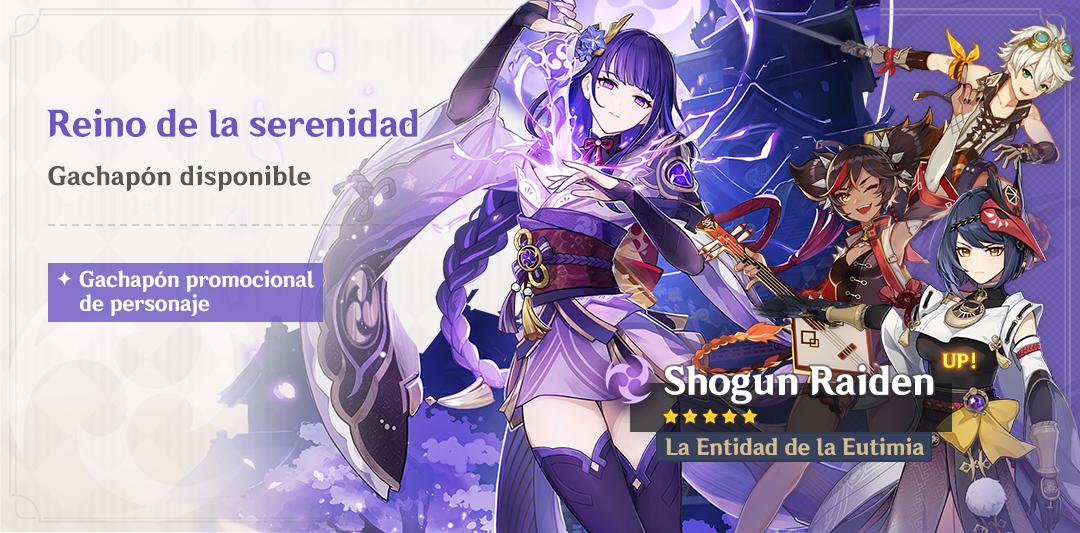 Reino de la serenidad
Gachapón disponible
Gachapón promocional
de personaje
UP!
Shogun Raiden
La Entidad de la Eutimia